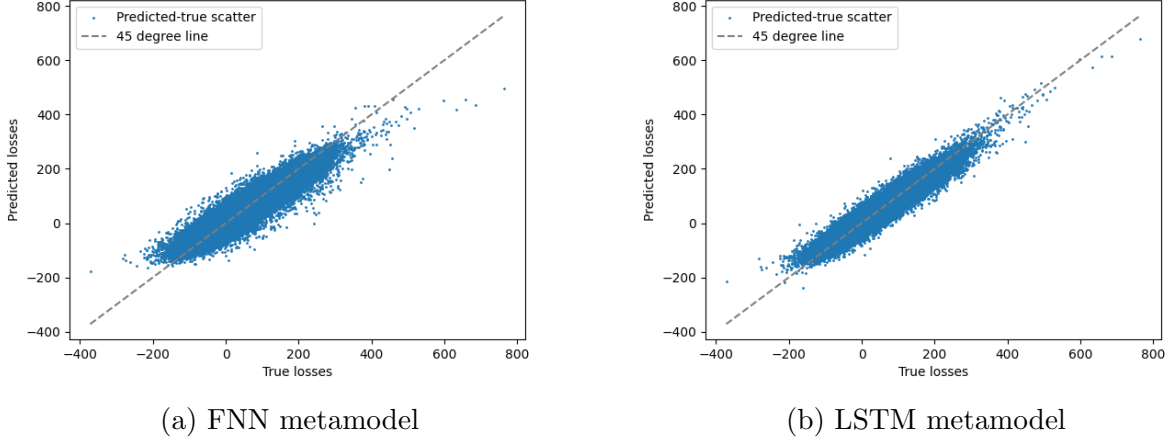 800
600
400
200
0
−200
−400
−400
−200
0
200
400
600
800
Predicted losses
True losses
Predicted-true scatter
45 degree line
(a) FNN metamodel
800
600
400
200
0
−200
−400
−400
−200
0
200
400
600
800
Predicted losses
True losses
Predicted-true scatter
45 degree line
(b) LSTM metamodel